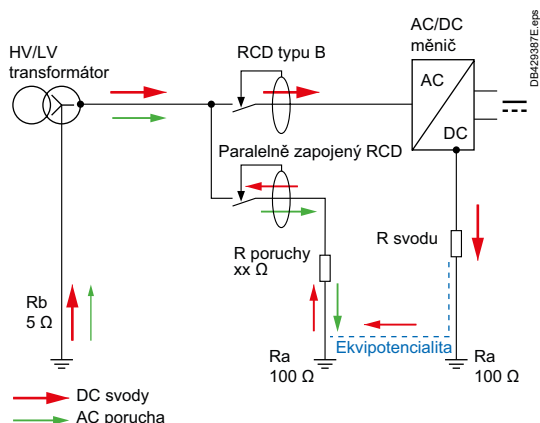 HV/LV
transformátor
RCD typu B
AC/DC
měnič
DB429387E.eps
AC
DC
Paralelně zapojený RCD
R poruchy
xx Ω
R svodu
Rb
5 Ω
Ekvipotencialita
Ra
100 Ω
Ra
100 Ω
DC svody
AC porucha